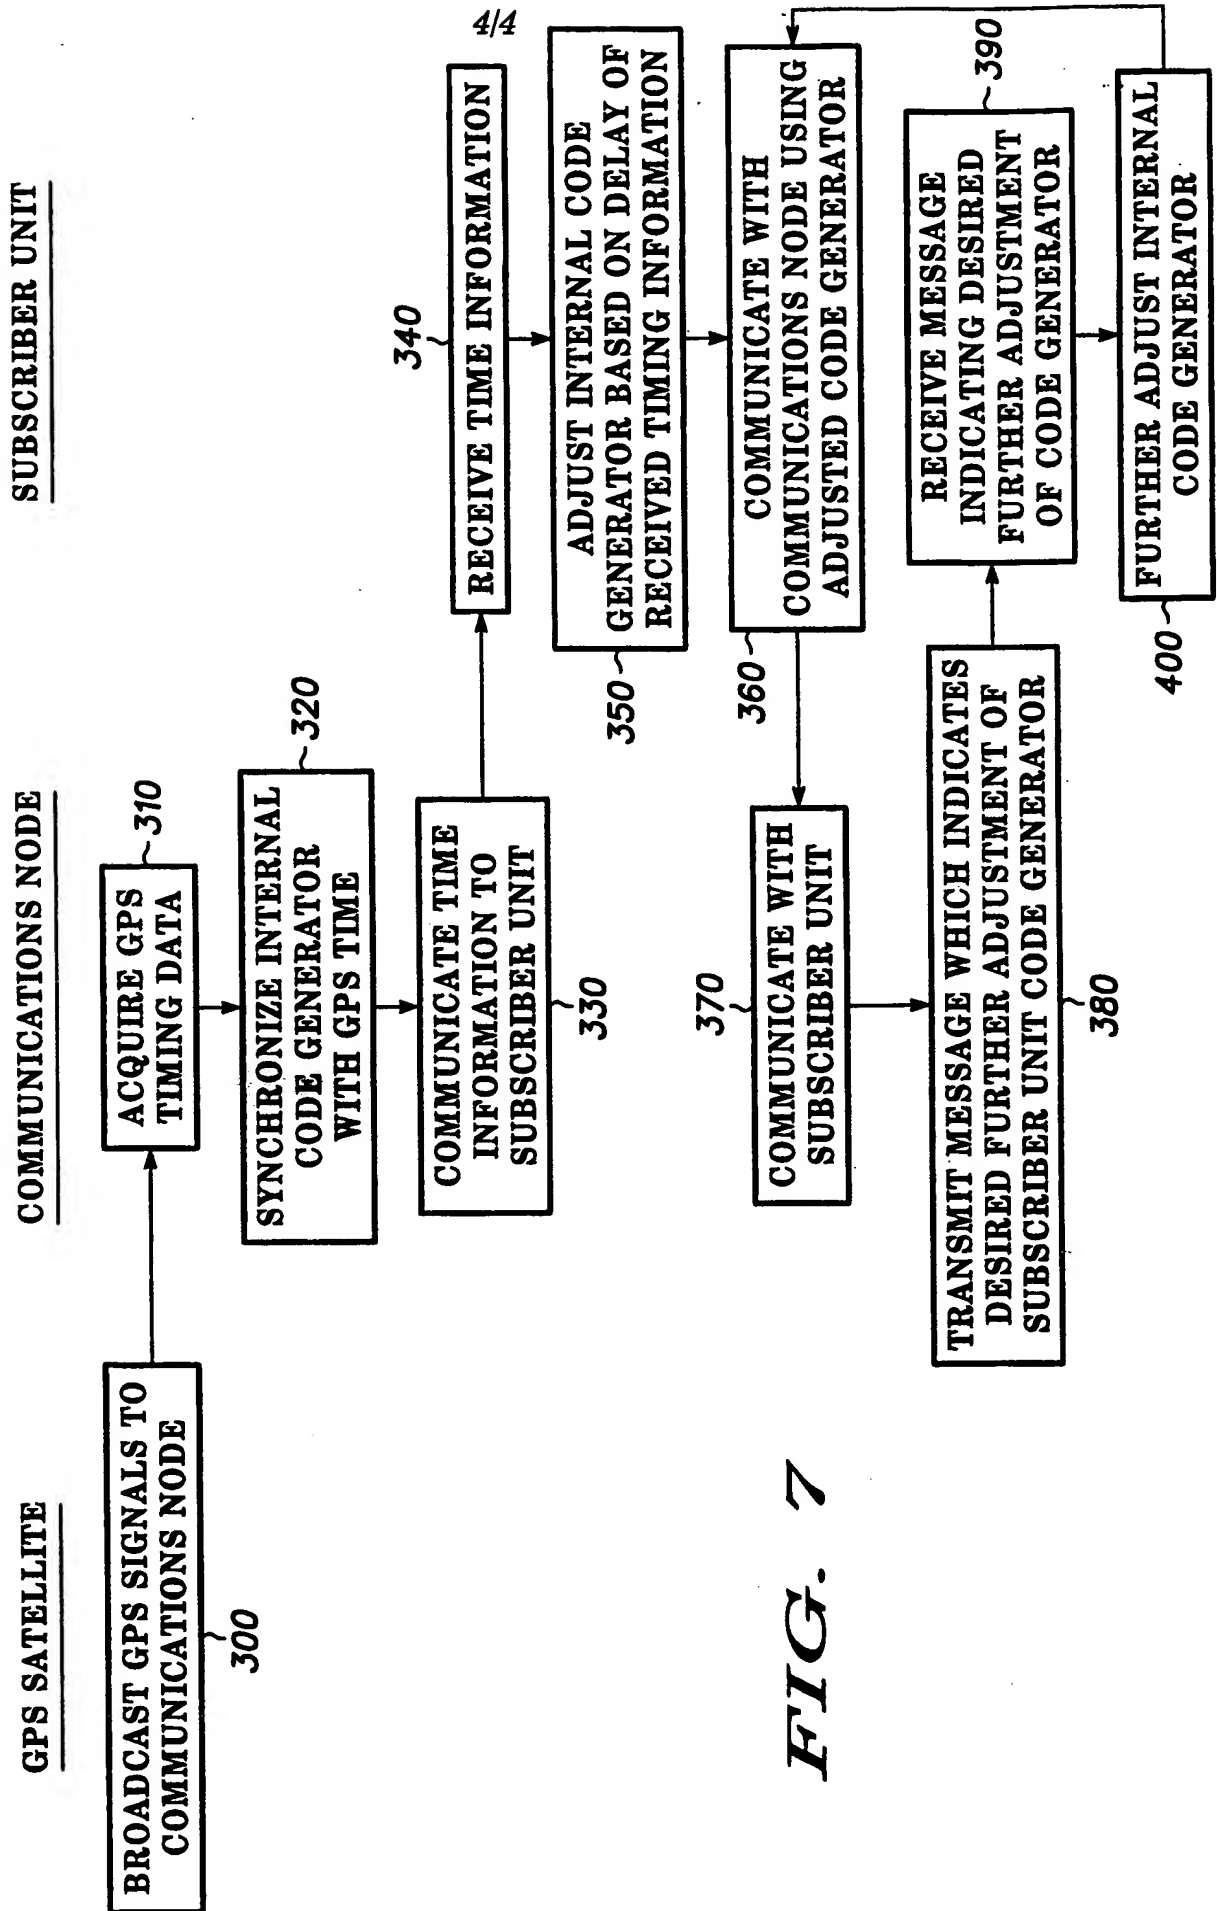 4/4
GPS SATELLITE
COMMUNICATIONS NODE
SUBSCRIBER UNIT
BROADCAST GPS SIGNALS TO
COMMUNICATIONS NODE
300
ACQUIRE GPS
TIMING DATA
310
SYNCHRONIZE INTERNAL
CODE GENERATOR
WITH GPS TIME
320
COMMUNICATE TIME
INFORMATION TO
SUBSCRIBER UNIT
330
340
RECEIVE TIME INFORMATION
ADJUST INTERNAL CODE
GENERATOR BASED ON DELAY OF
RECEIVED TIMING INFORMATION
350
COMMUNICATE WITH
COMMUNICATIONS NODE USING
ADJUSTED CODE GENERATOR
360
370
COMMUNICATE WITH
SUBSCRIBER UNIT
TRANSMIT MESSAGE WHICH INDICATES
DESIRED FURTHER ADJUSTMENT OF
SUBSCRIBER UNIT CODE GENERATOR
380
RECEIVE MESSAGE
INDICATING DESIRED
FURTHER ADJUSTMENT
OF CODE GENERATOR
390
FURTHER ADJUST INTERNAL
CODE GENERATOR
400
FIG. 7